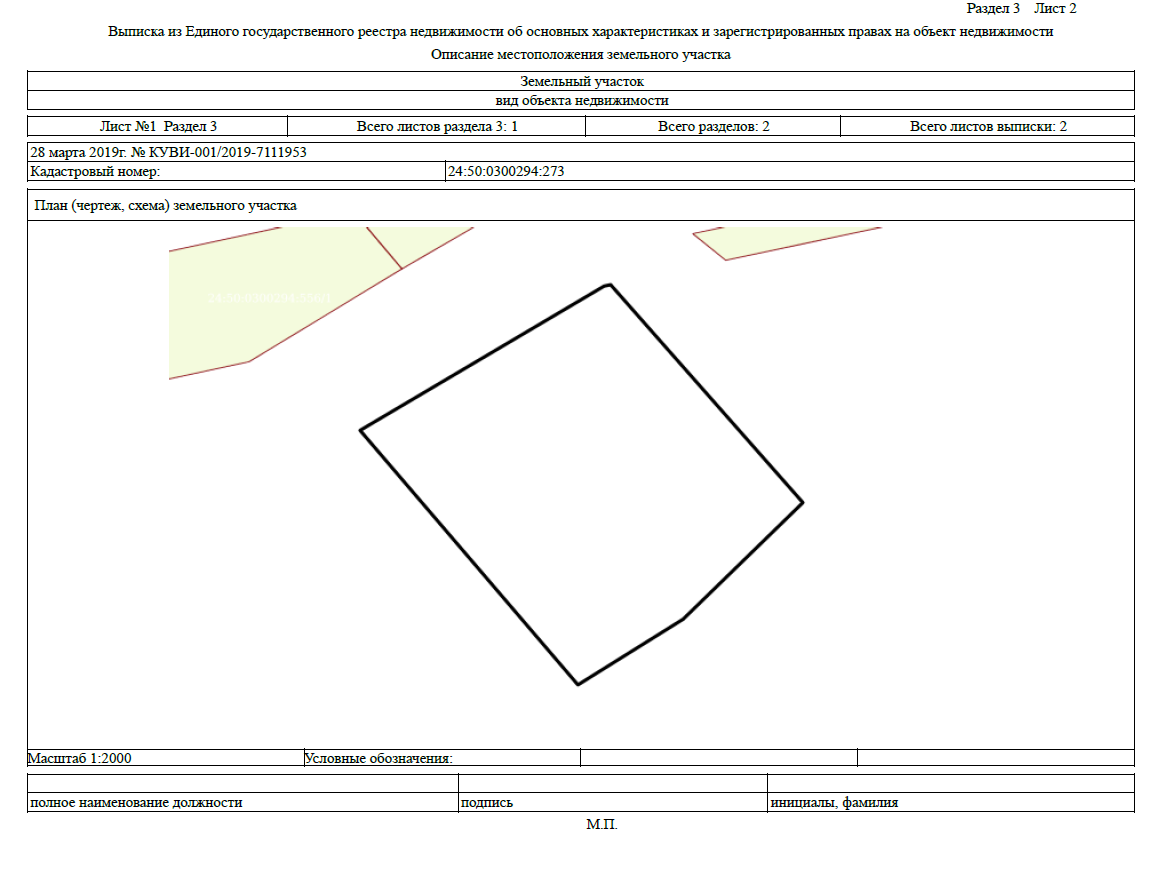 Раздел 3 Лист 2
Выписка из Единого государственного реестра недвижимости об основных характеристиках и зарегистрированных правах на объект недвижимости
Описание местоположения земельного участка
Земельный участок
вид объекта недвижимости
Лист №1 Раздел 3 Всего листов раздела 3: 1 Всего разделов: 2 Всего листов выписки: 2
28 марта 2019г. № КУВИ-001/2019-7111953
Кадастровый номер: 24:50:0300294:273
План (чертеж, схема) земельного участка
Масштаб 1:2000 Условные обозначения:
полное наименование должности подпись инициалы, фамилия
М.П.